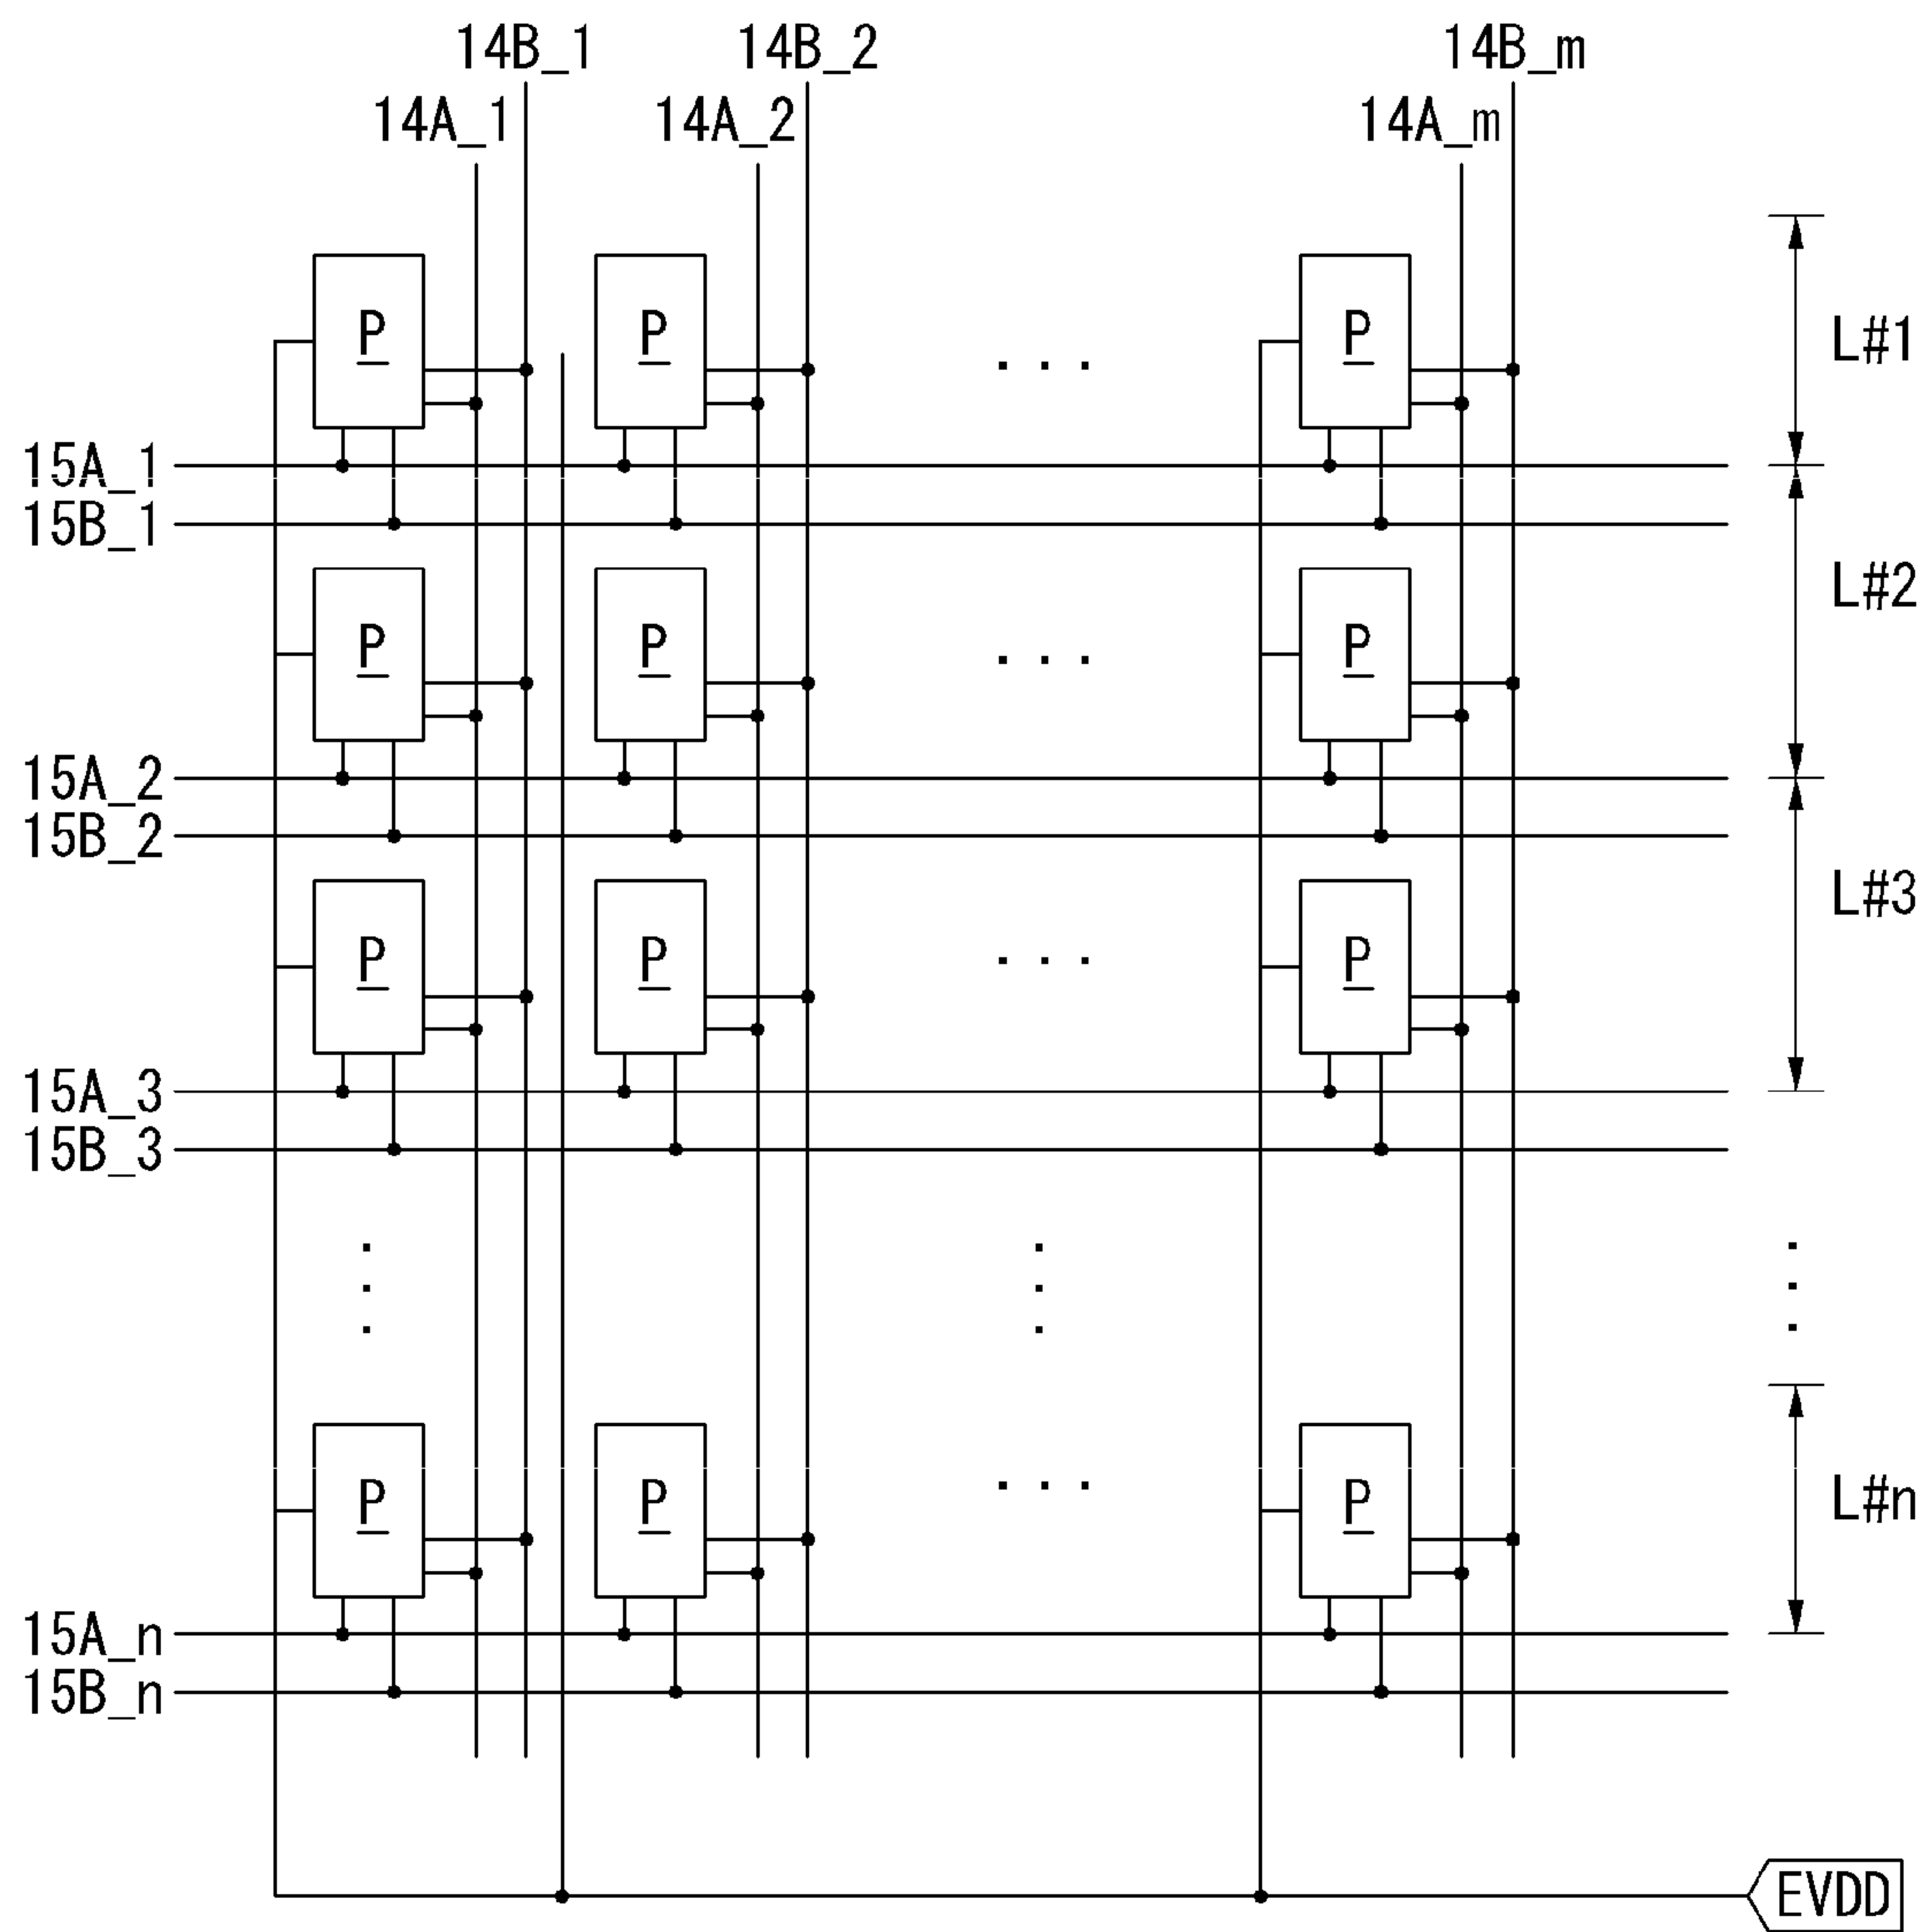 14B_1 14B_2 14B_m
14A_1 14A_2 14A_m
P P ... P L#1
15A_1
15B_1
P P ... P L#2
15A_2
15B_2
P P ... P L#3
15A_3
15B_3
P P ... P L#n
15A_n
15B_n
EVDD